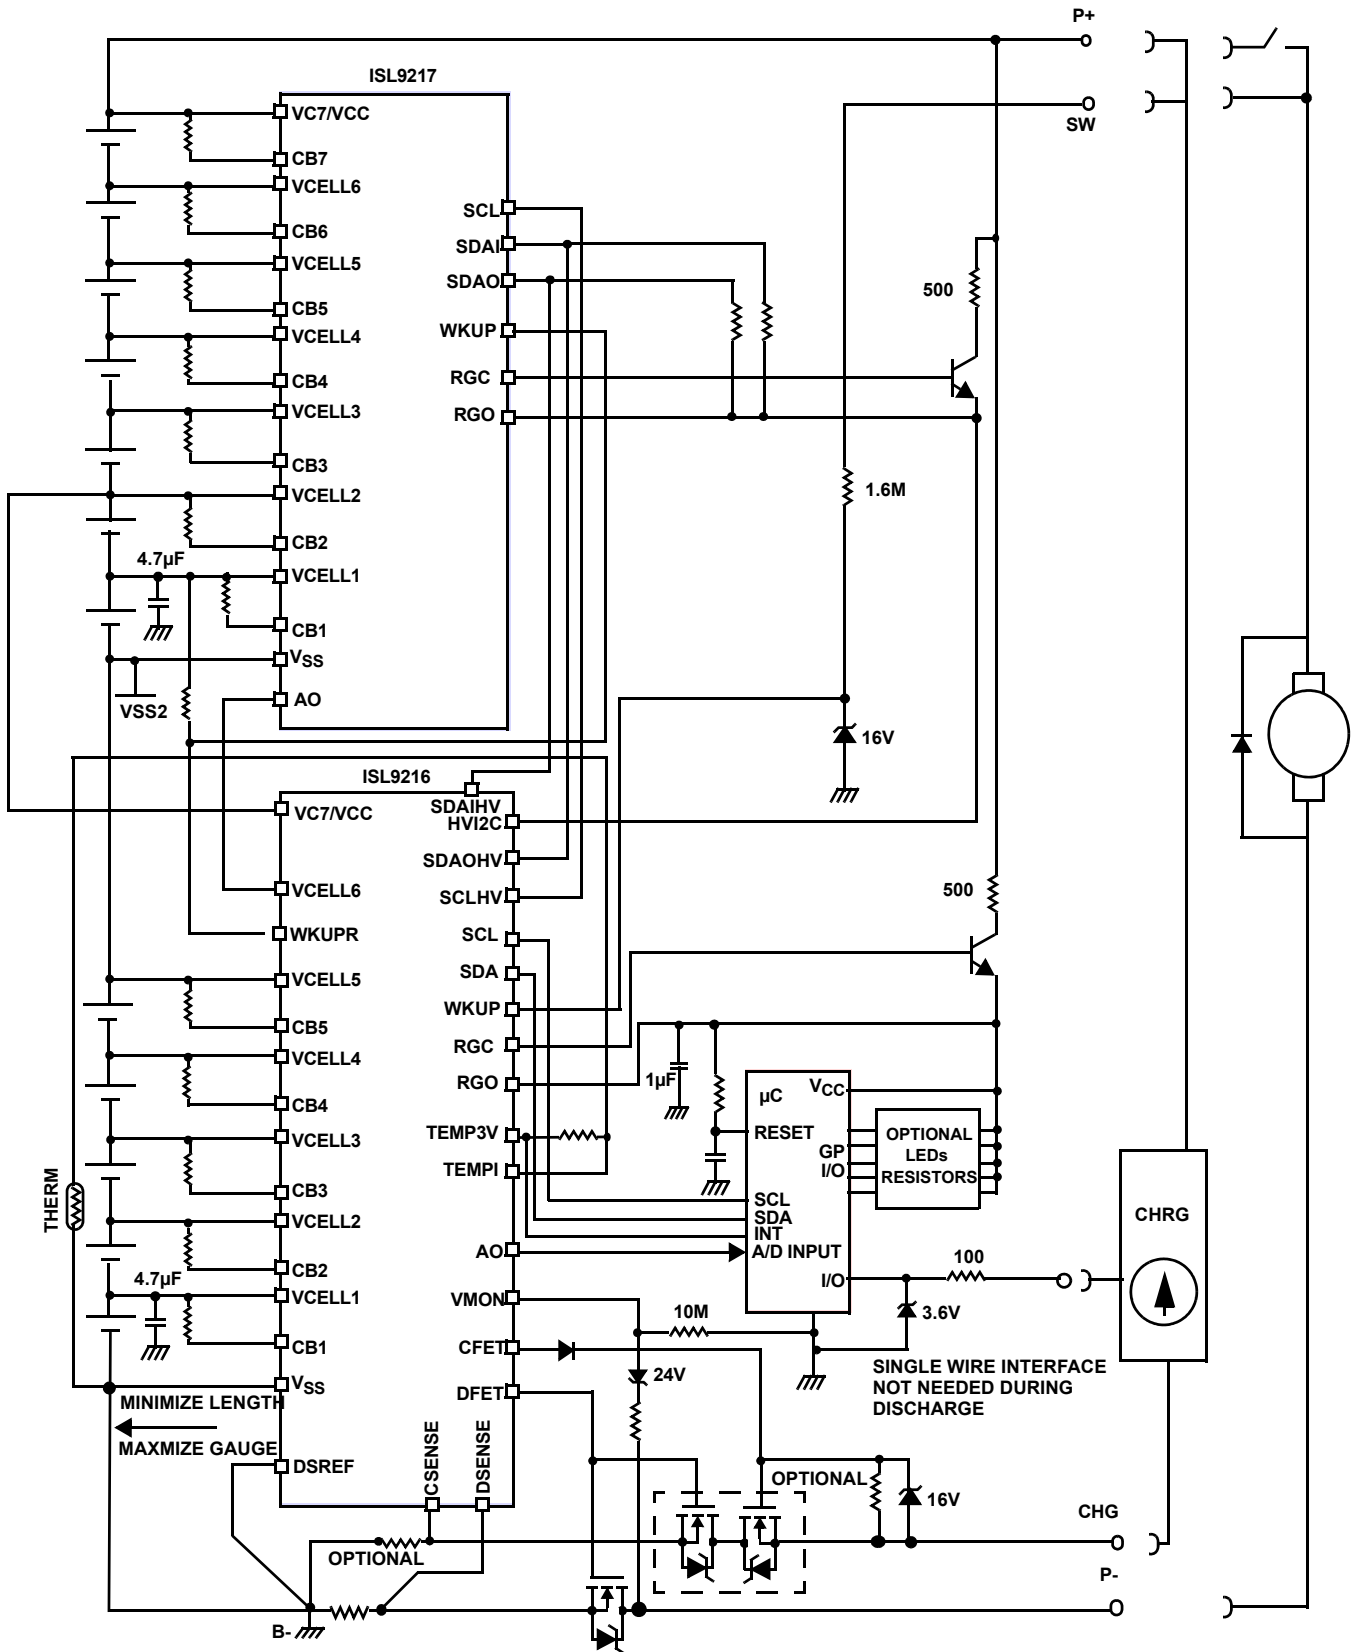 P+
ISL9217
VC7/VCC
SW
CB7
VCELL6
SCL
CB6
SDAI
VCELL5
SDAO
500
CB5
WKUP
VCELL4
CB4
RGC
VCELL3
RGO
CB3
1.6M
VCELL2
CB2
4.7µF
VCELL1
CB1
VSS
AO
VSS2
16V
ISL9216
SDAIHV
VC7/VCC
HVI2C
SDAOHV
VCELL6
500
SCLHV
WKUPR
SCL
VCELL5
SDA
WKUP
CB5
RGC
VCELL4
RGO
1µF
VCC
µC
CB4
TEMP3V
RESET
OPTIONAL
VCELL3
GP
LEDs
TEMPI
I/O
RESISTORS
THERM
CB3
SCL
CHRG
VCELL2
SDA
INT
AO
A/D INPUT
100
CB2
4.7µF
I/O
VCELL1
VMON
10M
3.6V
CB1
CFET
SINGLE WIRE INTERFACE
NOT NEEDED DURING
DISCHARGE
24V
VSS
DFET
MINIMIZE LENGTH
MAXMIZE GAUGE
CSENSE
DSENSE
DSREF
OPTIONAL
16V
CHG
OPTIONAL
P-
B-